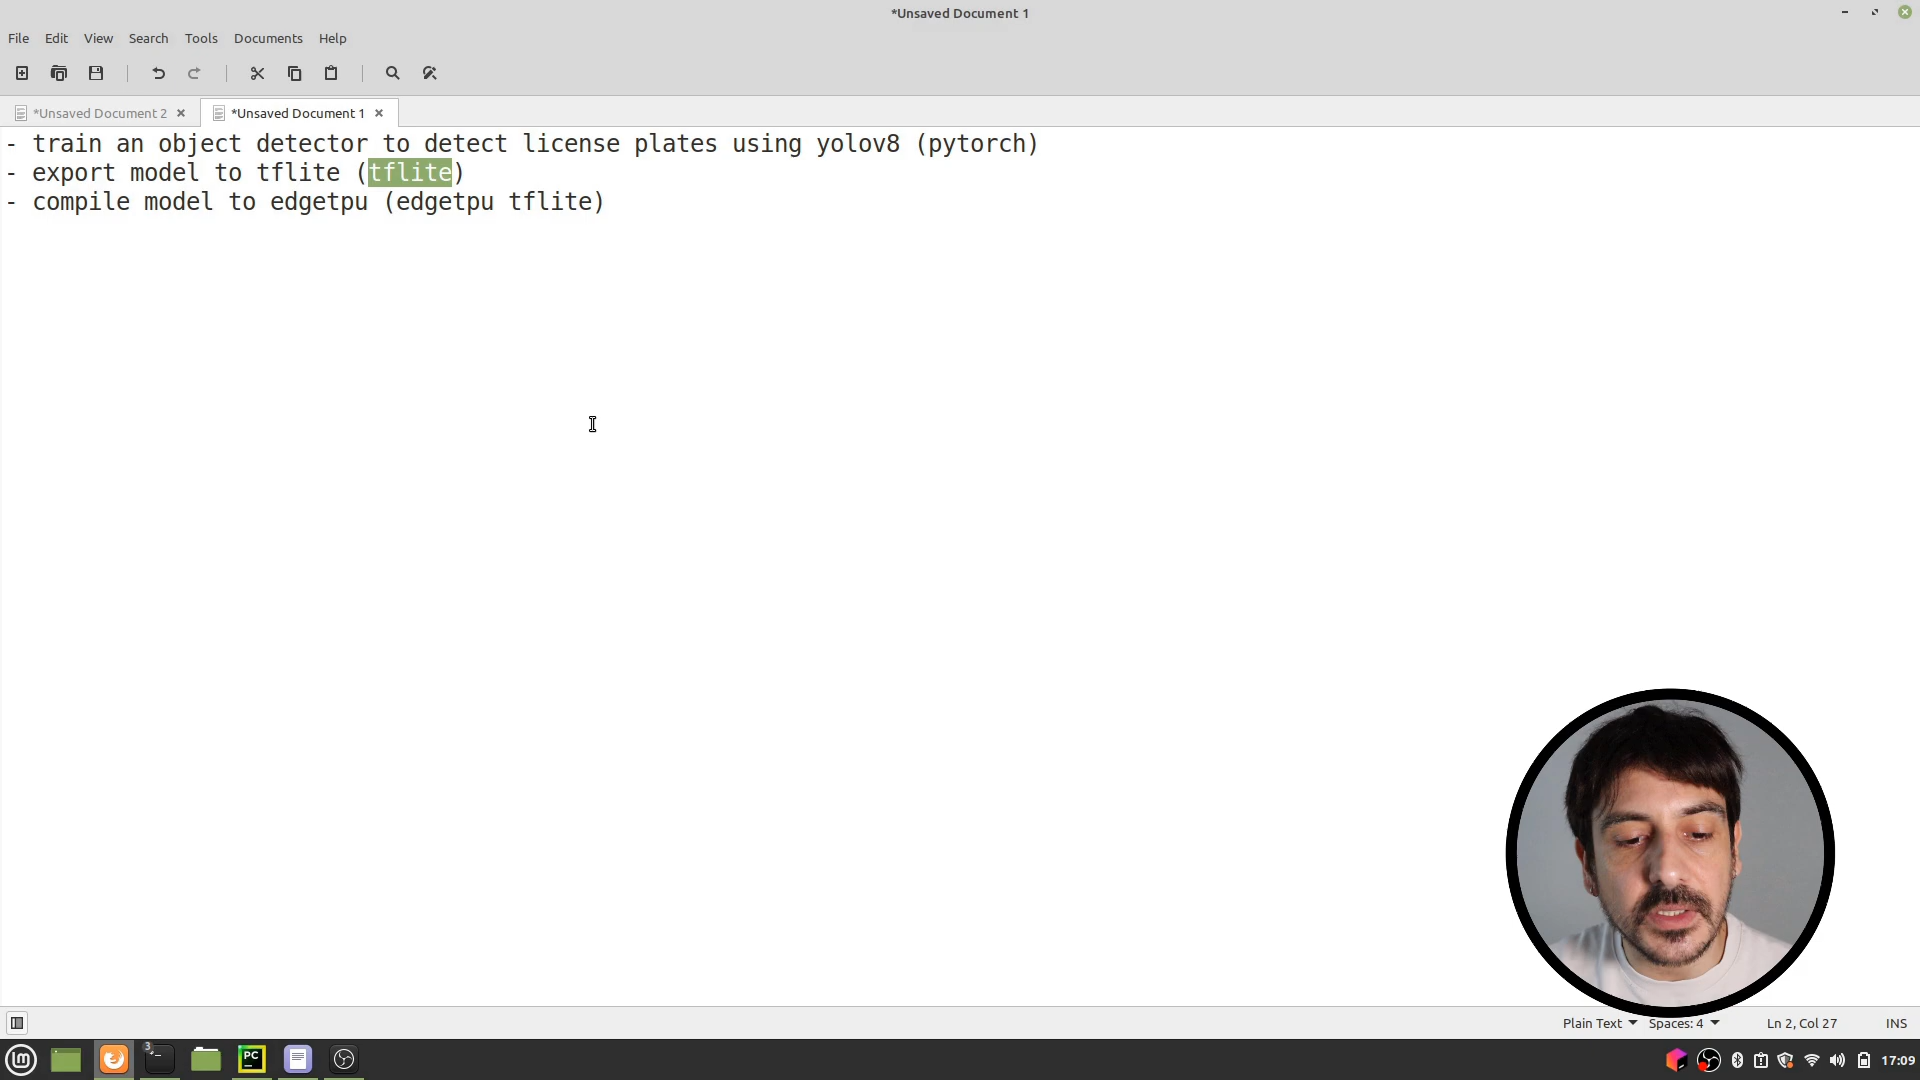 *Unsaved Document 1
File Edit View Search Tools Documents Help
*Unsaved Document 2 *Unsaved Document 1
- train an object detector to detect license plates using yolov8 (pytorch)
- export model to tflite (tflite)
- compile model to edgetpu (edgetpu tflite)
Plain Text Spaces: 4 Ln 2, Col 27 INS
3 PC 17:09